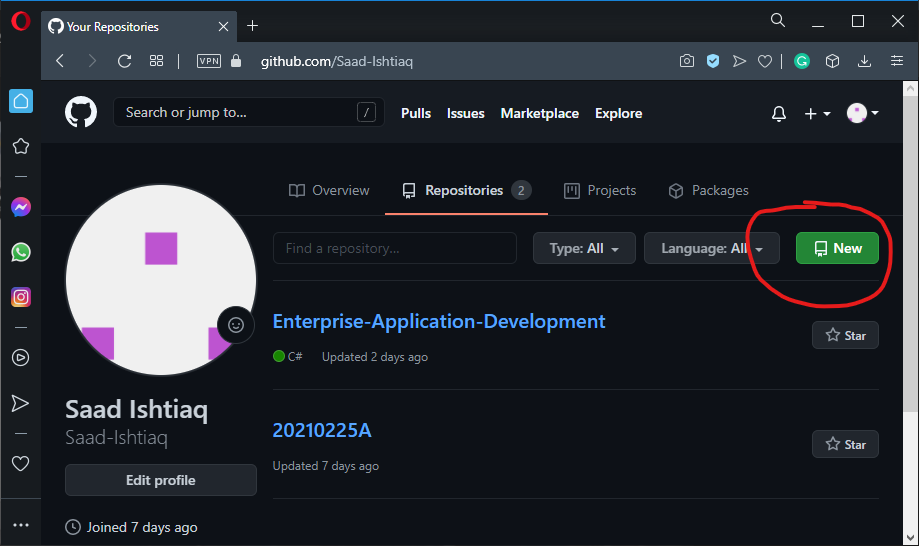 Your Repositories
VPN github.com/Saad-Ishtiaq
Search or jump to... /
Pulls Issues Marketplace Explore
Overview Repositories 2 Projects Packages
Find a repository... Type: All Language: All New
Enterprise-Application-Development
Star
C# Updated 2 days ago
Saad Ishtiaq
Saad-Ishtiaq
Edit profile
Joined 7 days ago
20210225A
Star
Updated 7 days ago